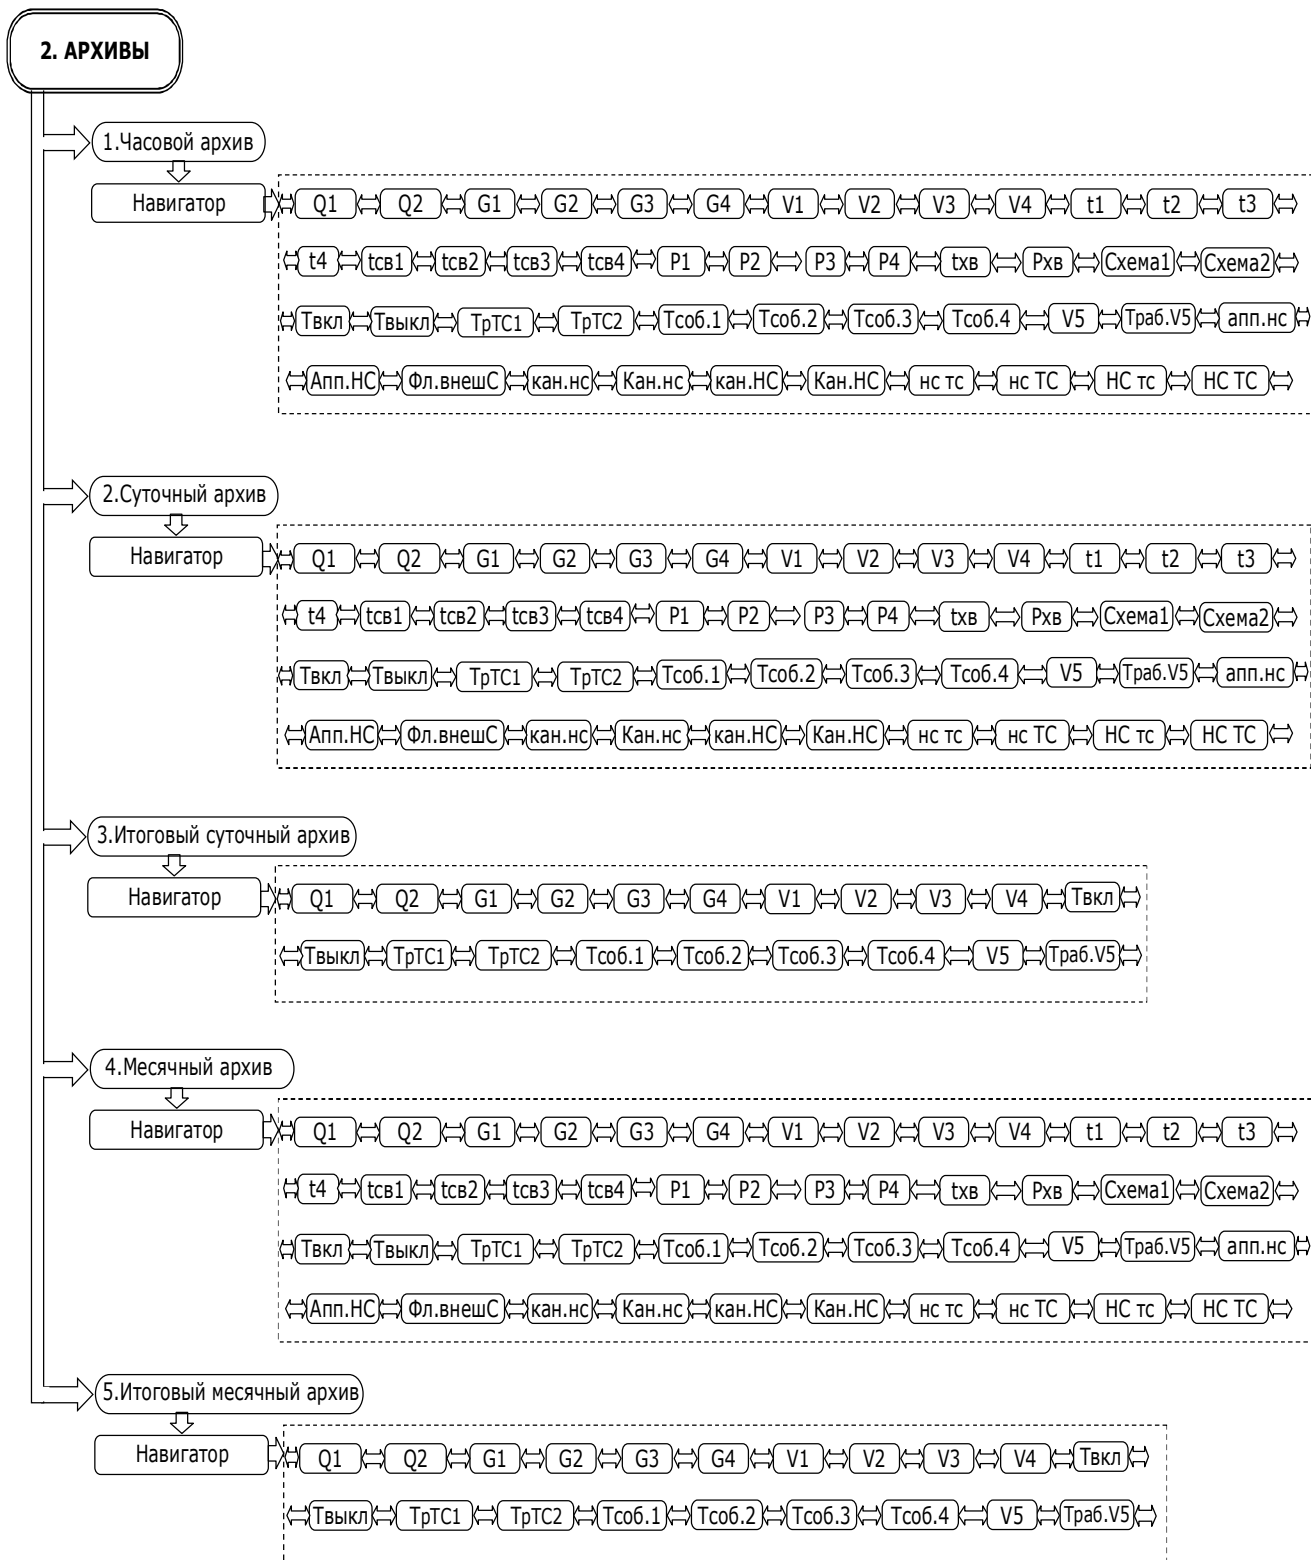 2. АРХИВЫ
1.Часовой архив
Навигатор
Q1 Q2 G1 G2 G3 G4 V1 V2 V3 V4 t1 t2 t3
t4 tсв1 tсв2 tсв3 tсв4 P1 P2 P3 P4 tхв Pхв Схема1 Схема2
Твкл Твыкл ТрТС1 ТрТС2 Тсоб.1 Тсоб.2 Тсоб.3 Тсоб.4 V5 Траб.V5 апп.нс
Апп.НС Фл.внешС кан.нс Кан.нс кан.НС Кан.НС нс тс нс ТС НС тс НС ТС
2.Суточный архив
Навигатор
Q1 Q2 G1 G2 G3 G4 V1 V2 V3 V4 t1 t2 t3
t4 tсв1 tсв2 tсв3 tсв4 P1 P2 P3 P4 tхв Pхв Схема1 Схема2
Твкл Твыкл ТрТС1 ТрТС2 Тсоб.1 Тсоб.2 Тсоб.3 Тсоб.4 V5 Траб.V5 апп.нс
Апп.НС Фл.внешС кан.нс Кан.нс кан.НС Кан.НС нс тс нс ТС НС тс НС ТС
3.Итоговый суточный архив
Навигатор
Q1 Q2 G1 G2 G3 G4 V1 V2 V3 V4 Твкл
Твыкл ТрТС1 ТрТС2 Тсоб.1 Тсоб.2 Тсоб.3 Тсоб.4 V5 Траб.V5
4.Месячный архив
Навигатор
Q1 Q2 G1 G2 G3 G4 V1 V2 V3 V4 t1 t2 t3
t4 tсв1 tсв2 tсв3 tсв4 P1 P2 P3 P4 tхв Pхв Схема1 Схема2
Твкл Твыкл ТрТС1 ТрТС2 Тсоб.1 Тсоб.2 Тсоб.3 Тсоб.4 V5 Траб.V5 апп.нс
Апп.НС Фл.внешС кан.нс Кан.нс кан.НС Кан.НС нс тс нс ТС НС тс НС ТС
5.Итоговый месячный архив
Навигатор
Q1 Q2 G1 G2 G3 G4 V1 V2 V3 V4 Твкл
Твыкл ТрТС1 ТрТС2 Тсоб.1 Тсоб.2 Тсоб.3 Тсоб.4 V5 Траб.V5